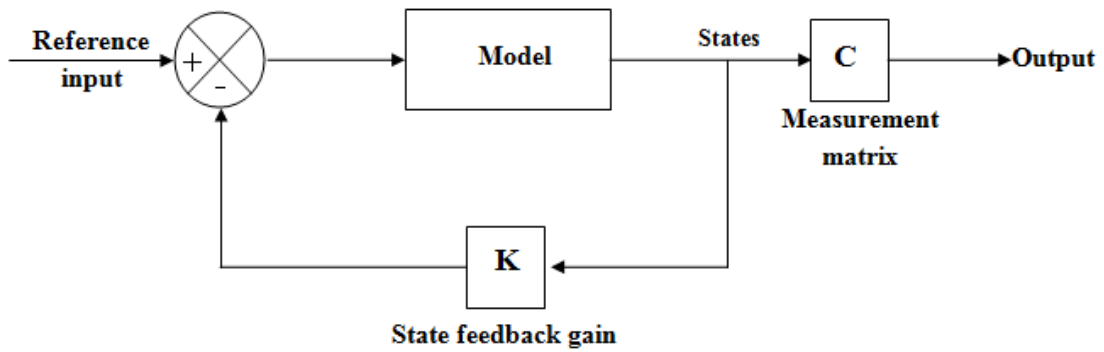 Reference
input
+
-
Model
States
C
Output
Measurement
matrix
K
State feedback gain